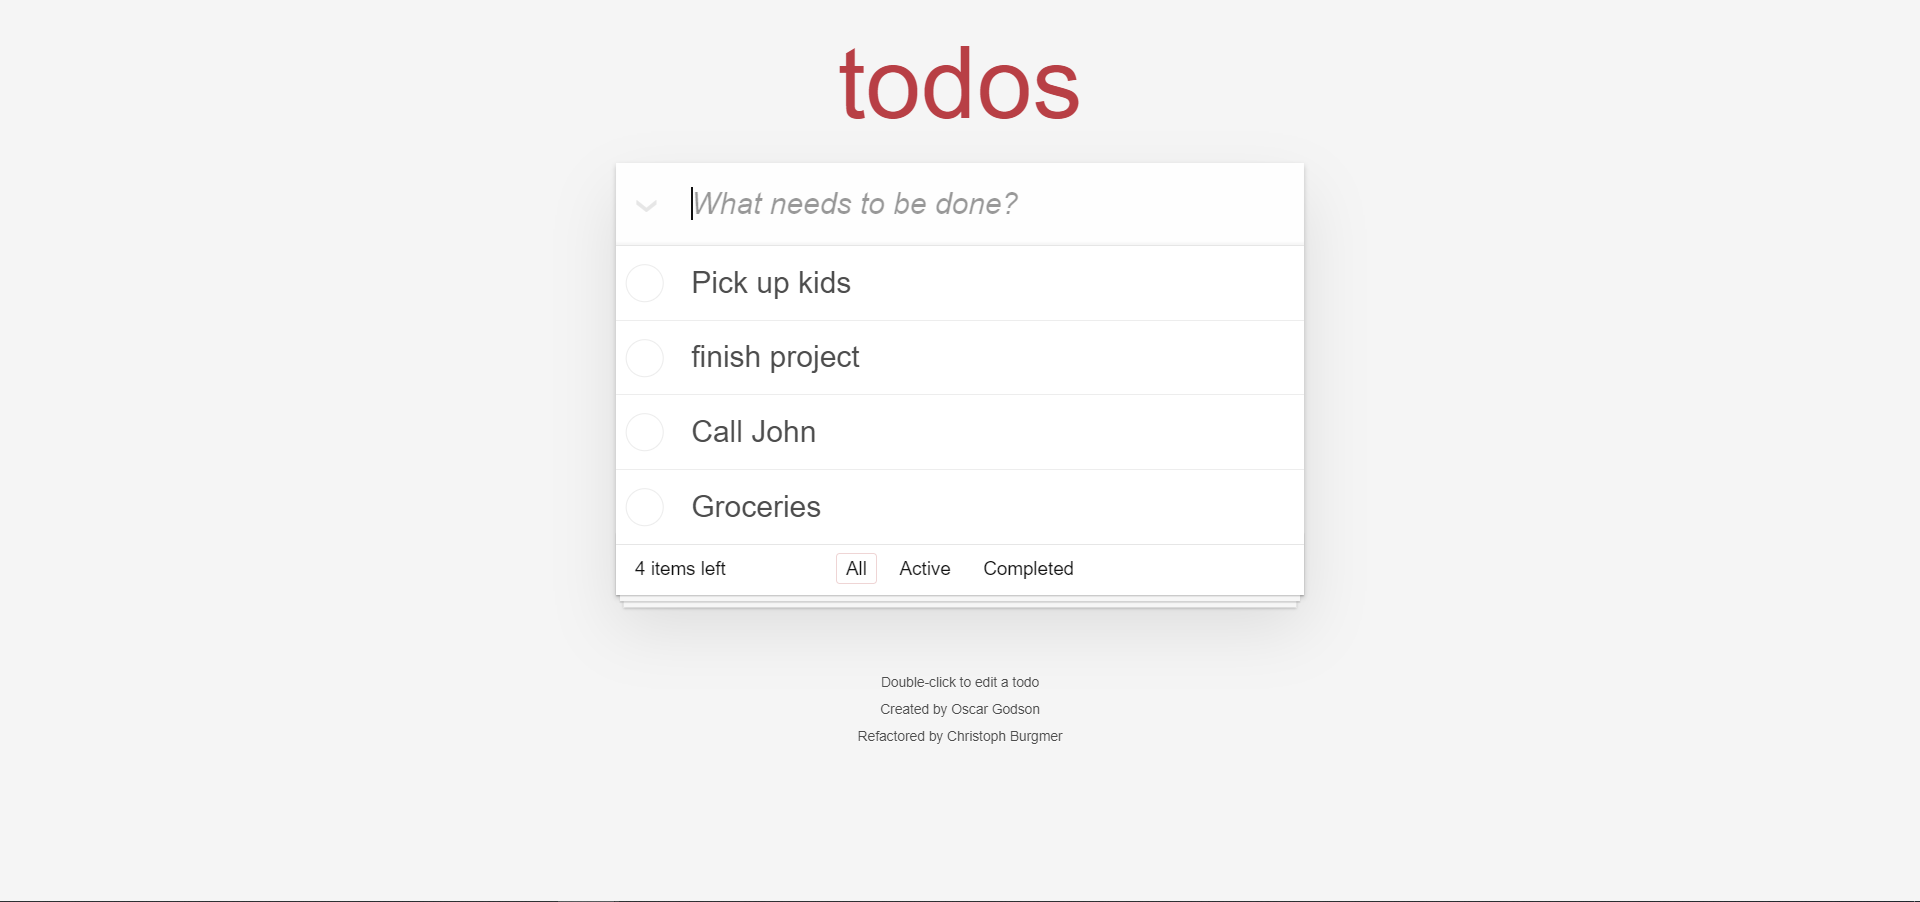 todos
What needs to be done?
Pick up kids
finish project
Call John
Groceries
4 items left All Active Completed
Double-click to edit a todo
Created by Oscar Godson
Refactored by Christoph Burgmer